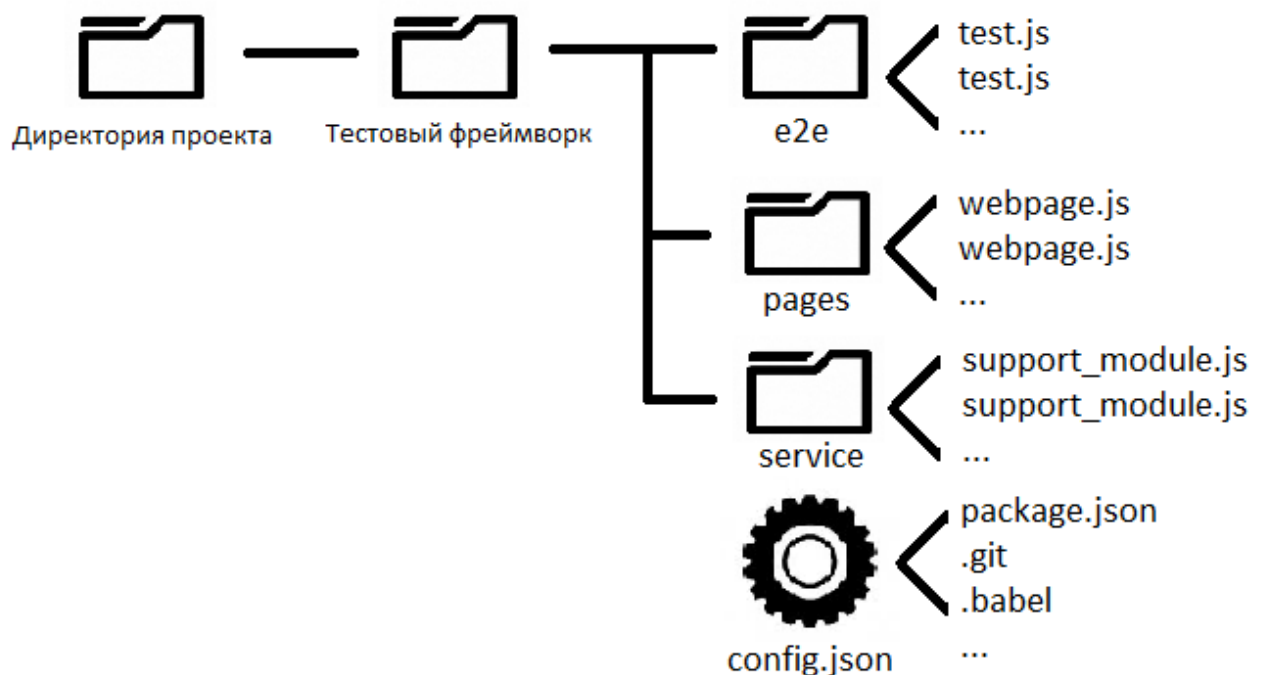 Директория проекта
Тестовый фреймворк
e2e
test.js
test.js
...
pages
webpage.js
webpage.js
...
service
support_module.js
support_module.js
...
config.json
package.json
.git
.babel
...